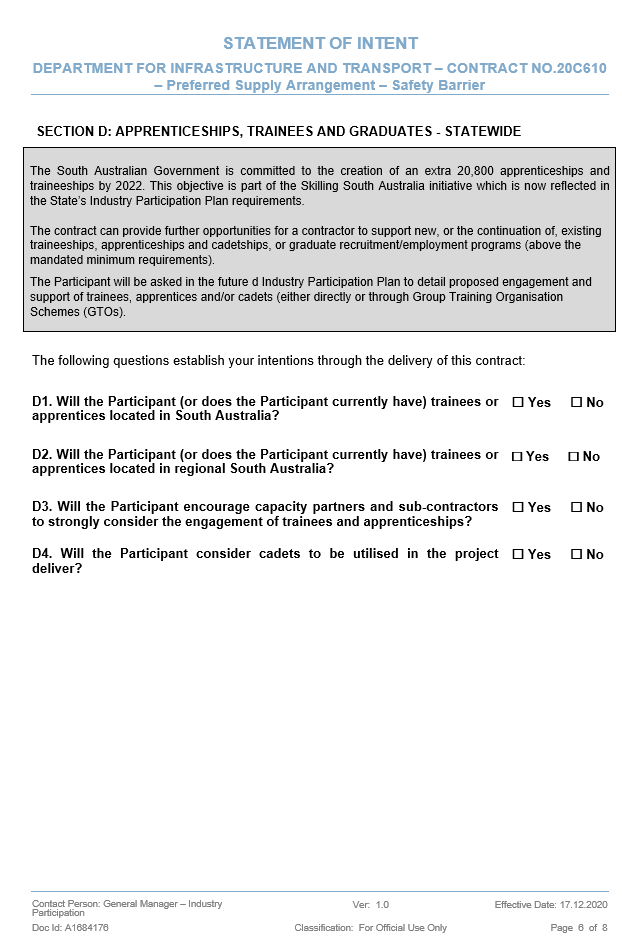 STATEMENT OF INTENT
DEPARTMENT FOR INFRASTRUCTURE AND TRANSPORT – CONTRACT NO.20C610
– Preferred Supply Arrangement – Safety Barrier
SECTION D: APPRENTICESHIPS, TRAINEES AND GRADUATES - STATEWIDE
The South Australian Government is committed to the creation of an extra 20,800 apprenticeships and
traineeships by 2022. This objective is part of the Skilling South Australia initiative which is now reflected in
the State's Industry Participation Plan requirements.
The contract can provide further opportunities for a contractor to support new, or the continuation of, existing
traineeships, apprenticeships and cadetships, or graduate recruitment/employment programs (above the
mandated minimum requirements).
The Participant will be asked in the future d Industry Participation Plan to detail proposed engagement and
support of trainees, apprentices and/or cadets (either directly or through Group Training Organisation
Schemes (GTOs).
The following questions establish your intentions through the delivery of this contract:
D1. Will the Participant (or does the Participant currently have) trainees or ☐ Yes ☐ No
apprentices located in South Australia?
D2. Will the Participant (or does the Participant currently have) trainees or ☐ Yes ☐ No
apprentices located in regional South Australia?
D3. Will the Participant encourage capacity partners and sub-contractors ☐ Yes ☐ No
to strongly consider the engagement of trainees and apprenticeships?
D4. Will the Participant consider cadets to be utilised in the project ☐ Yes ☐ No
deliver?
Contact Person: General Manager – Industry Ver: 1.0 Effective Date: 17.12.2020
Participation
Doc Id: A1684176 Classification: For Official Use Only Page 6 of 8